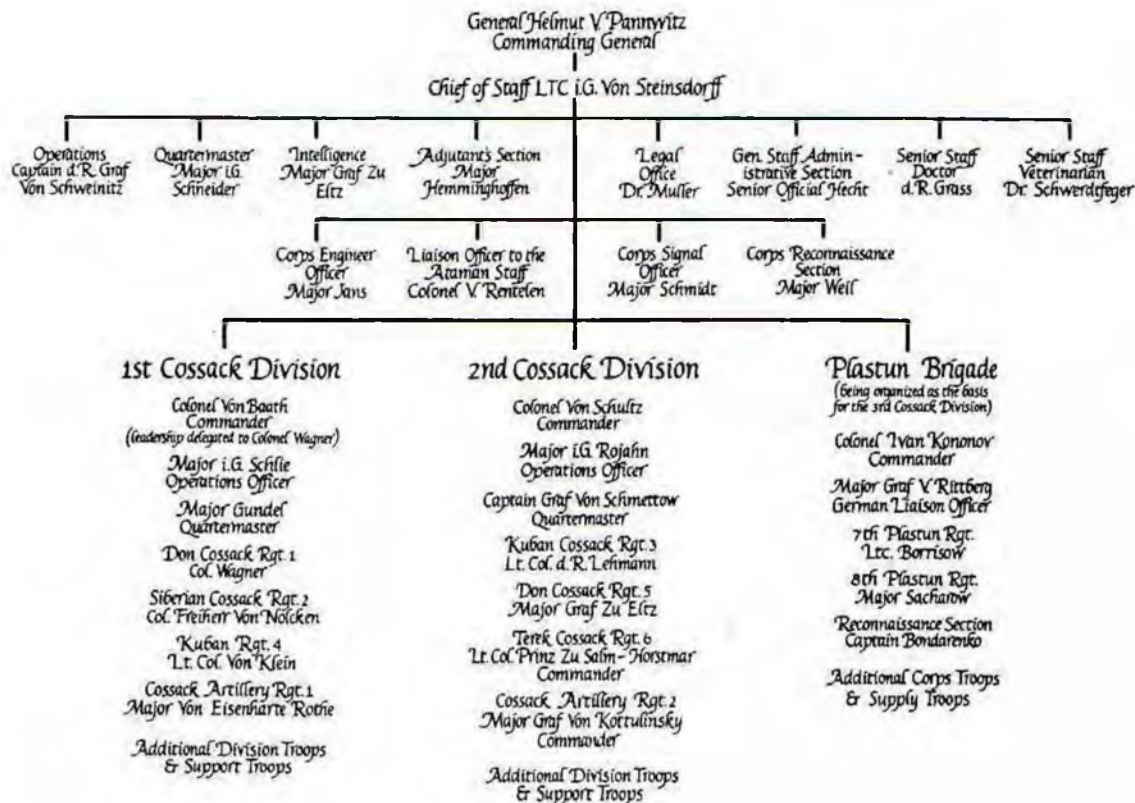 General Helmut V. Pannwitz
Commanding General
Chief of Staff LTC i.G. Von Steinsdorff
Operations
Captain d.R. Graf
Von Schweinitz
Quartermaster
Major i.G.
Schneider
Intelligence
Major Graf Zu
Eltz
Adjutant's Section
Major
Hemminghoffen
Legal
Office
Dr. Muller
Gen. Staff Admin-
istrative Section
Senior Official Hecht
Senior Staff
Doctor
d.R. Grass
Senior Staff
Veterinarian
Dr. Schwerdtfeger
Corps Engineer
Officer
Major Jans
Liaison Officer to the
Ataman Staff
Colonel V. Rentelen
Corps Signal
Officer
Major Schmidt
Corps Reconnaissance
Section
Major Weil
1st Cossack Division
Colonel Von Baath
Commander
(leadership delegated to Colonel Wagner)
Major i.G. Schlie
Operations Officer
Major Gundel
Quartermaster
Don Cossack Rgt. 1
Col. Wagner
Siberian Cossack Rgt. 2
Col. Freiherr Von Nolcken
Kuban Rgt. 4
Lt. Col. Von Klein
Cossack Artillery Rgt. 1
Major Von Eisenharte Rothe
Additional Division Troops
& Support Troops
2nd Cossack Division
Colonel Von Schultz
Commander
Major i.G. Rojahn
Operations Officer
Captain Graf Von Schmettow
Quartermaster
Kuban Cossack Rgt. 3
Lt. Col. d.R. Lehmann
Don Cossack Rgt. 5
Major Graf Zu Eltz
Terek Cossack Rgt. 6
Lt. Col. Prinz Zu Salm-Horstmar
Commander
Cossack Artillery Rgt. 2
Major Graf Von Kottulinsky
Commander
Additional Division Troops
& Support Troops
Plastun Brigade
(being organized as the basis
for the 3rd Cossack Division)
Colonel Ivan Kononov
Commander
Major Graf V. Rittberg
German Liaison Officer
7th Plastun Rgt.
Ltc. Borrisow
8th Plastun Rgt.
Major Sacharow
Reconnaissance Section
Captain Bondarenko
Additional Corps Troops
& Supply Troops